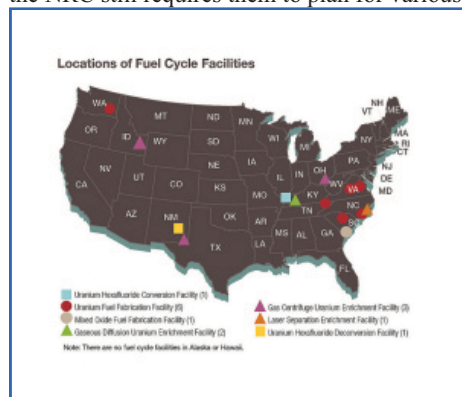 the NRC still requires them to plan for various
Locations of Fuel Cycle Facilities
WA
MT
ND
MN
NH
VT
ME
OR
ID
WY
SD
WI
MI
NY
MA
RI
CT
NV
UT
CO
NE
IA
IL
IN
OH
PA
NJ
DE
MD
CA
KS
MO
KY
WV
VA
AZ
NM
OK
AR
TN
NC
SC
TX
LA
MS
AL
GA
FL
Uranium Hexafluoride Conversion Facility (1)
Uranium Fuel Fabrication Facility (6)
Mixed Oxide Fuel Fabrication Facility (1)
Gaseous Diffusion Uranium Enrichment Facility (2)
Gas Centrifuge Uranium Enrichment Facility (3)
Laser Separation Enrichment Facility (1)
Uranium Hexafluoride Deconversion Facility (1)
Note: There are no fuel cycle facilities in Alaska or Hawaii.